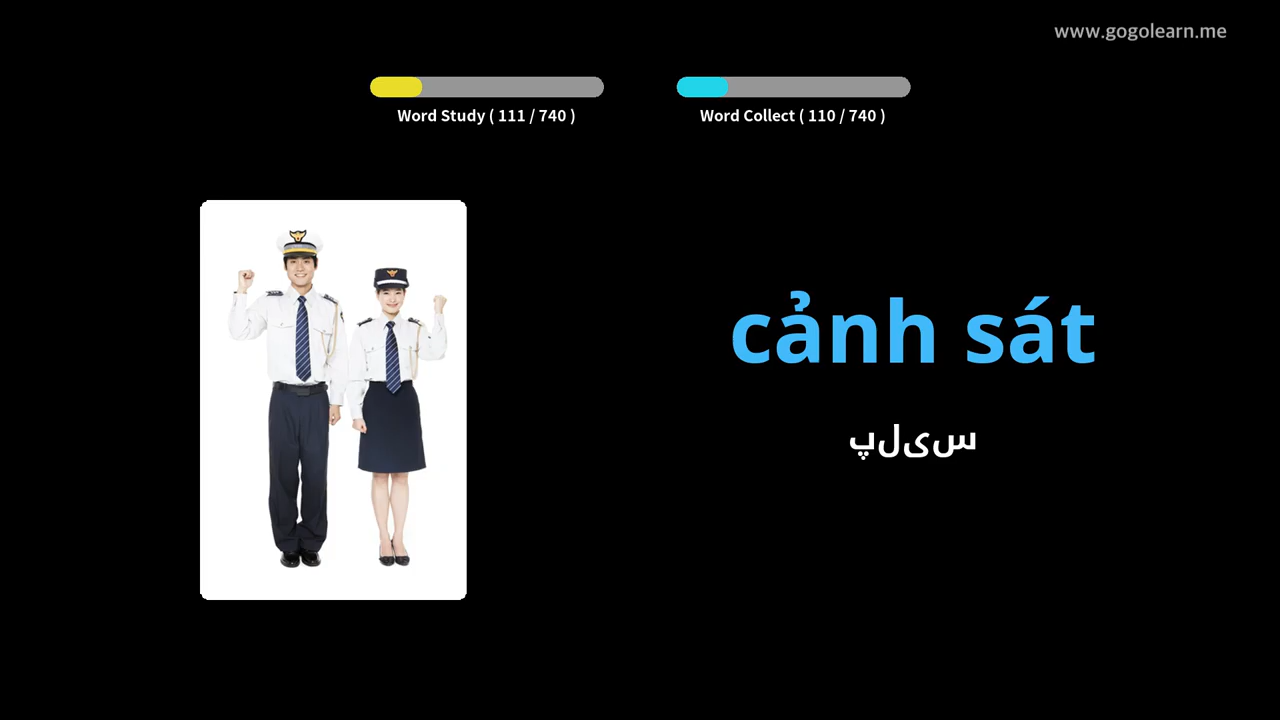 www.gogolearn.me
Word Study ( 111 / 740 )
Word Collect ( 110 / 740 )
cảnh sát
پلیس